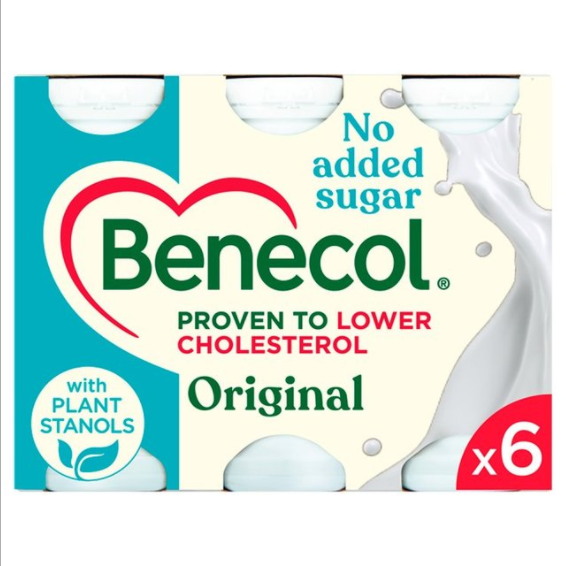 No
added
sugar
Benecol®
PROVEN TO LOWER
CHOLESTEROL
Original
with
PLANT
STANOLS
x6